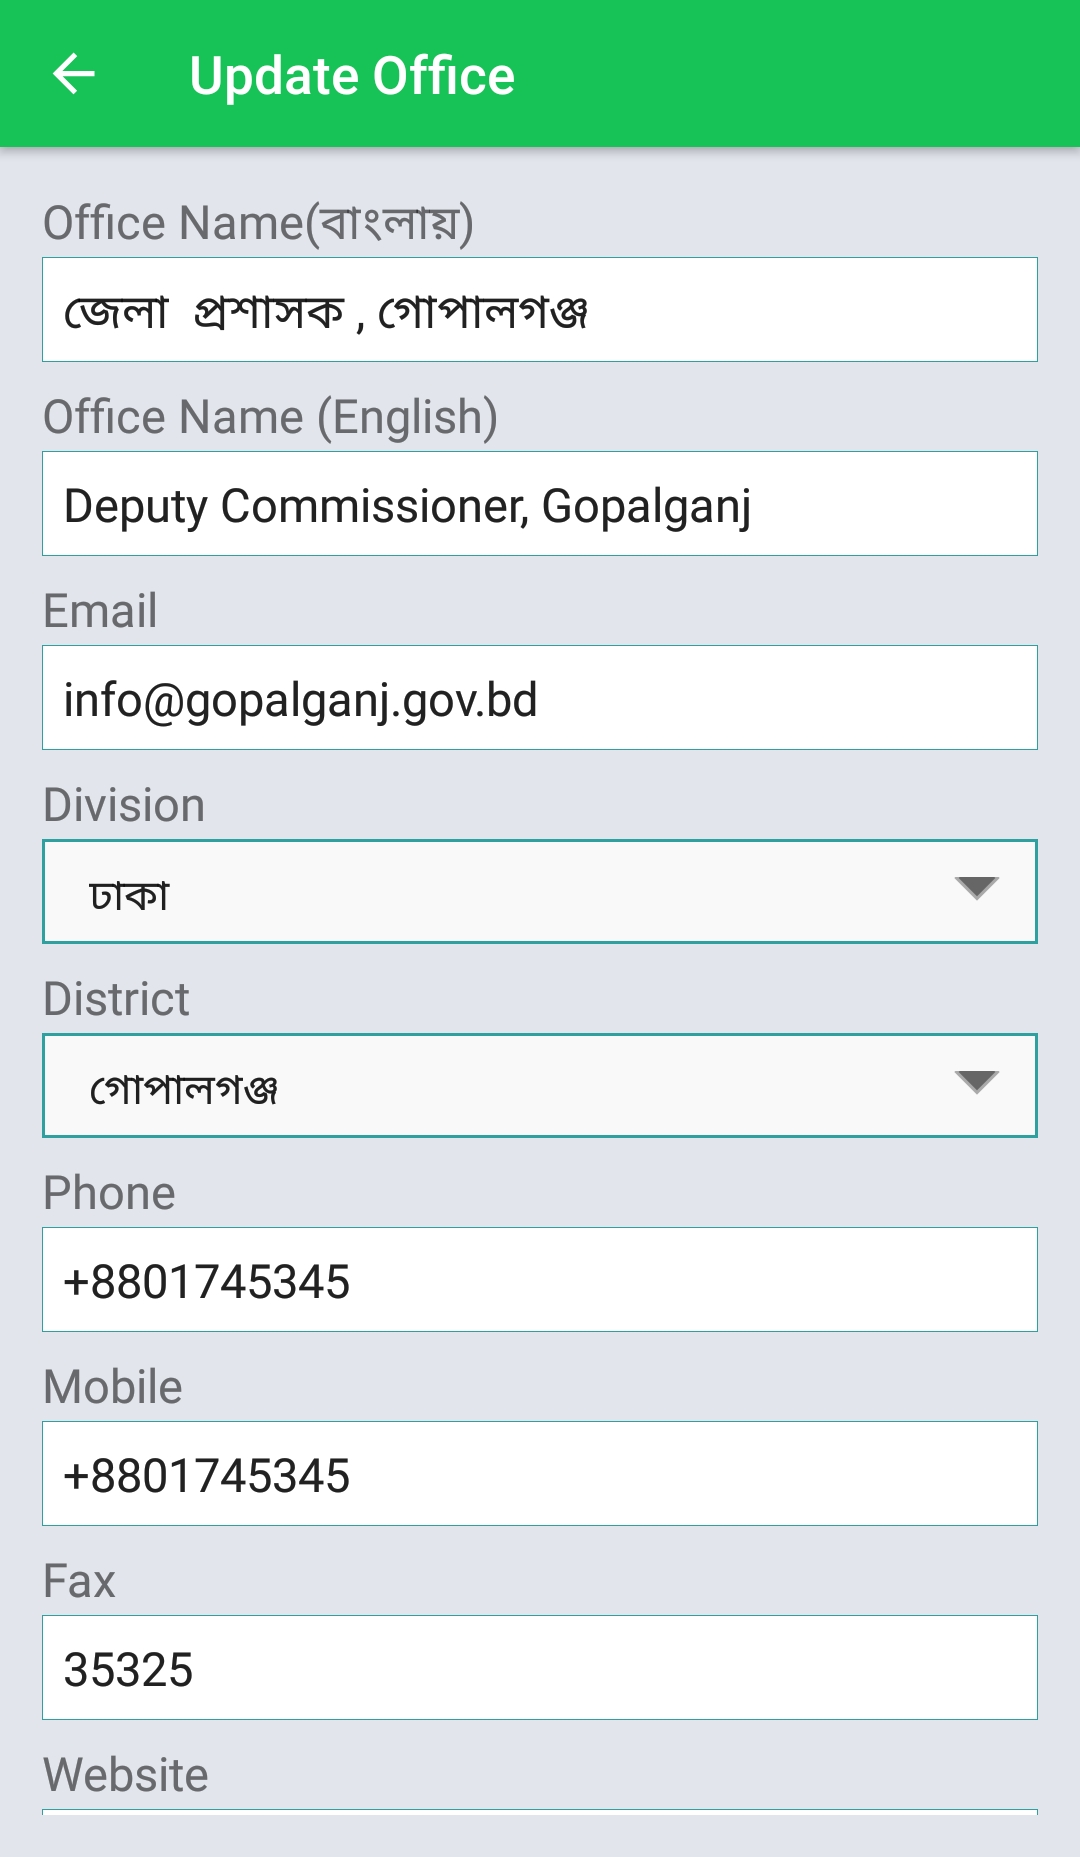 Update Office
Office Name(বাংলায়)
জেলা  প্রশাসক , গোপালগঞ্জ
Office Name (English)
Deputy Commissioner, Gopalganj
Email
info@gopalganj.gov.bd
Division
ঢাকা
District
গোপালগঞ্জ
Phone
+8801745345
Mobile
+8801745345
Fax
35325
Website